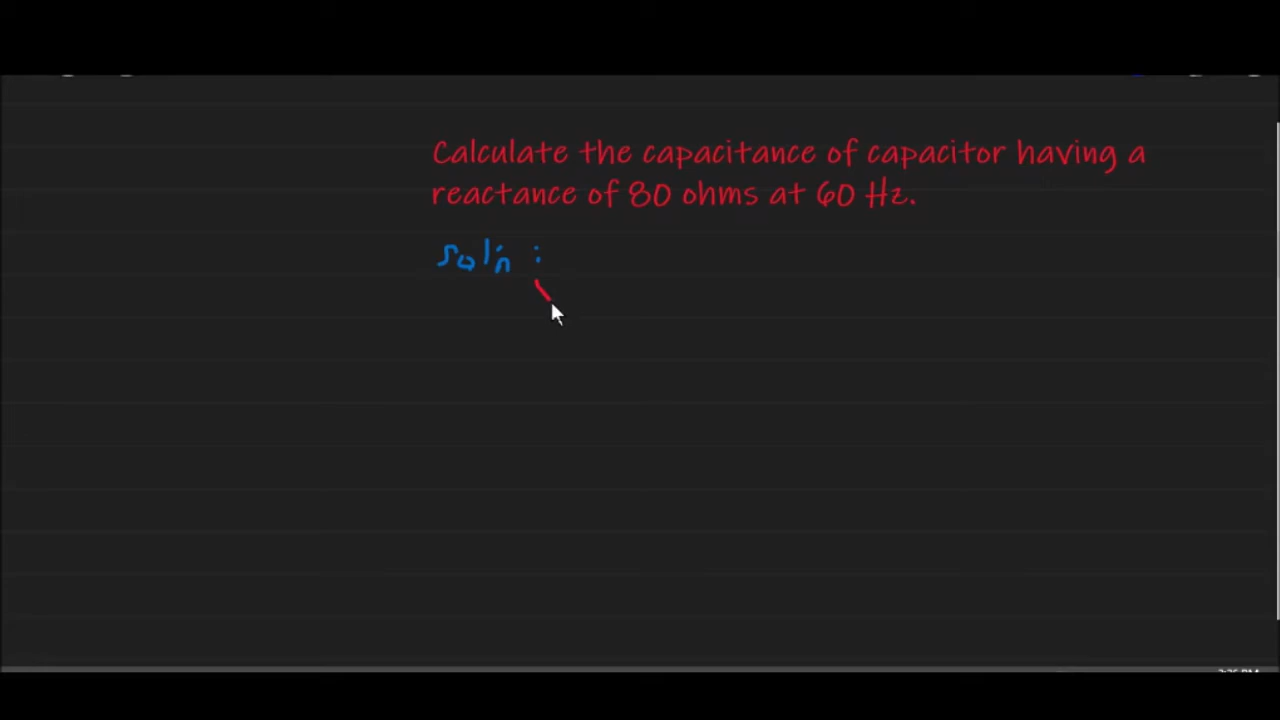 Calculate the capacitance of capacitor having a
reactance of 80 ohms at 60 Hz.
sol'n :